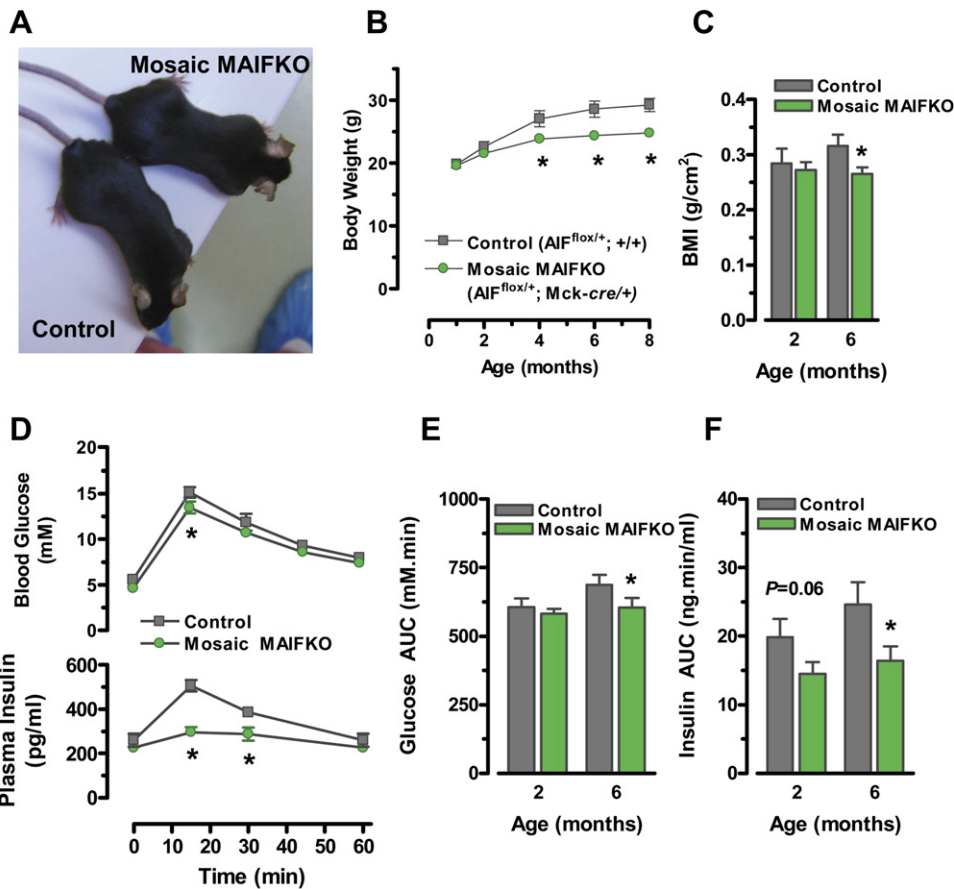 A
Mosaic MAIFKO
Control
B
Body Weight (g)
30
20
10
0
Control (AIFflox/+; +/+)
Mosaic MAIFKO
(AIFflox/+; Mck-cre/+)
*
*
*
0
2
4
6
8
Age (months)
C
Control
Mosaic MAIFKO
BMI (g/cm2)
0.4
0.3
0.2
0.1
0.0
*
2
6
Age (months)
D
Blood Glucose
(mM)
20
15
10
5
0
*
Control
Mosaic MAIFKO
Plasma Insulin
(pg/ml)
600
400
200
0
*
*
0
10
20
30
40
50
60
Time (min)
E
Control
Mosaic MAIFKO
Glucose AUC (mM.min)
1000
750
500
250
0
*
2
6
Age (months)
F
Control
Mosaic MAIFKO
Insulin AUC (ng.min/ml)
40
30
20
10
0
P=0.06
*
2
6
Age (months)